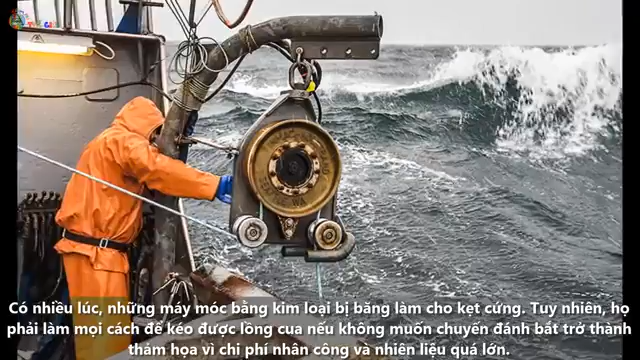 Có nhiều lúc, những máy móc bằng kim loại bị băng làm cho kẹt cứng. Tuy nhiên, họ
phải làm mọi cách để kéo được lồng cua nếu không muốn chuyến đánh bắt trở thành
thảm họa vì chi phí nhân công và nhiên liệu quá lớn.